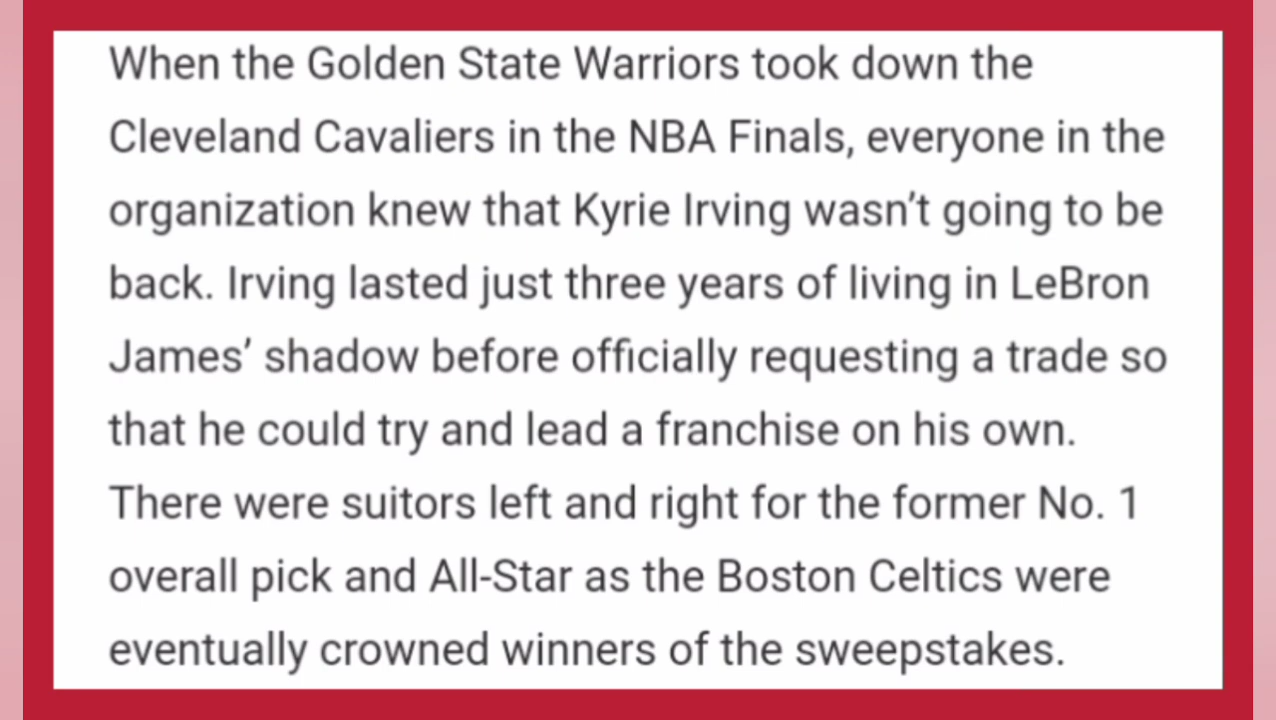 When the Golden State Warriors took down the
Cleveland Cavaliers in the NBA Finals, everyone in the
organization knew that Kyrie Irving wasn’t going to be
back. Irving lasted just three years of living in LeBron
James’ shadow before officially requesting a trade so
that he could try and lead a franchise on his own.
There were suitors left and right for the former No. 1
overall pick and All-Star as the Boston Celtics were
eventually crowned winners of the sweepstakes.